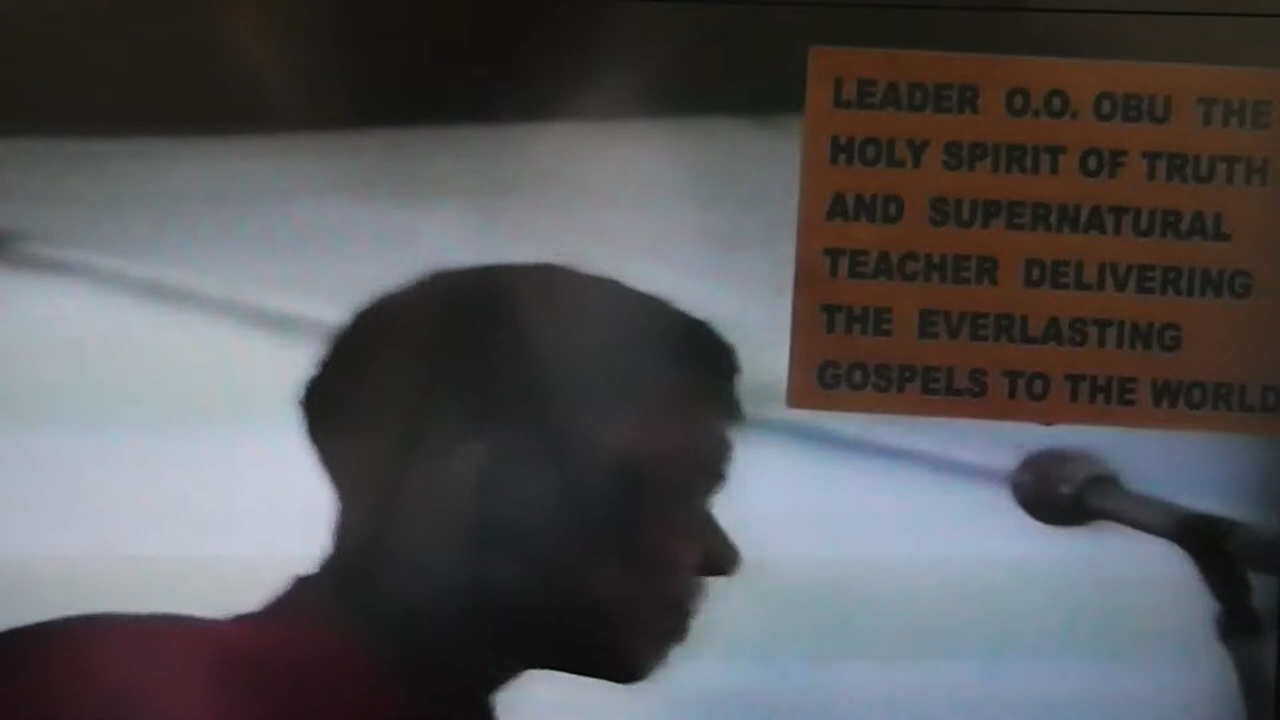 LEADER O.O. OBU THE
HOLY SPIRIT OF TRUTH
AND SUPERNATURAL
TEACHER DELIVERING
THE EVERLASTING
GOSPELS TO THE WORLD